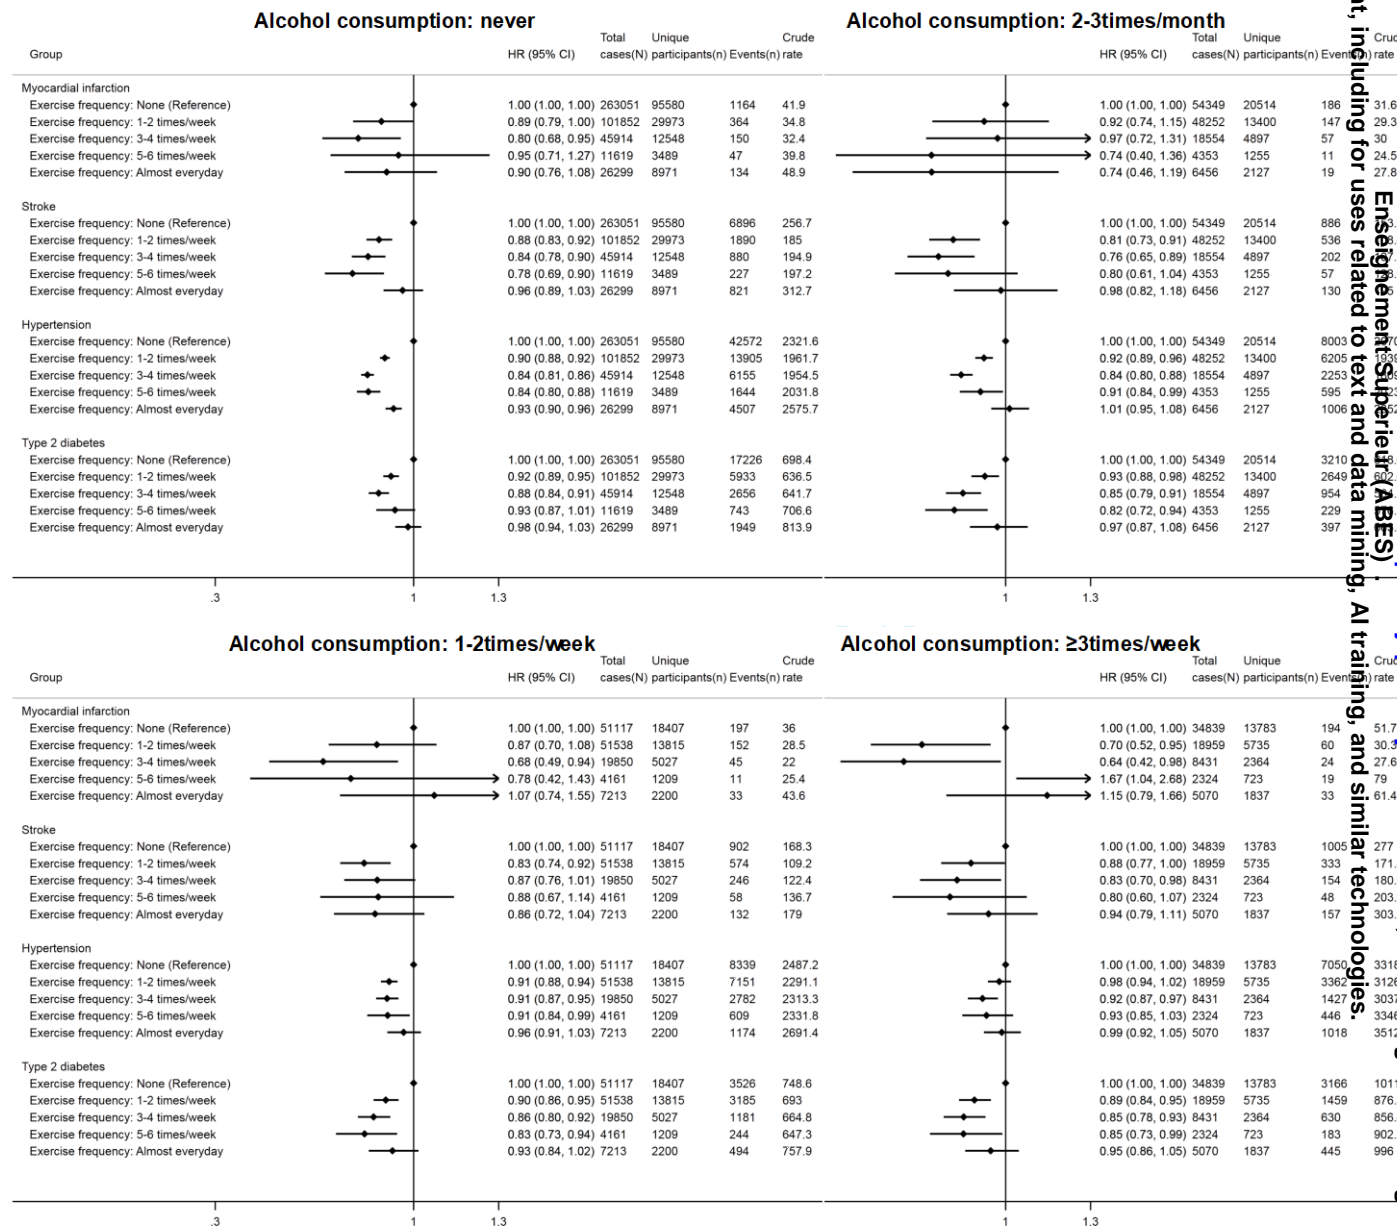 Alcohol consumption: never
Group HR (95% CI) Total cases(N) Unique participants(n) Events(n) Crude rate
Myocardial infarction
Exercise frequency: None (Reference) 1.00 (1.00, 1.00) 263051 95580 1164 41.9
Exercise frequency: 1-2 times/week 0.89 (0.79, 1.00) 101852 29973 364 34.8
Exercise frequency: 3-4 times/week 0.80 (0.68, 0.95) 45914 12548 150 32.4
Exercise frequency: 5-6 times/week 0.95 (0.71, 1.27) 11619 3489 47 39.8
Exercise frequency: Almost everyday 0.90 (0.76, 1.08) 26299 8971 134 48.9
Stroke
Exercise frequency: None (Reference) 1.00 (1.00, 1.00) 263051 95580 6896 256.7
Exercise frequency: 1-2 times/week 0.88 (0.83, 0.92) 101852 29973 1890 185
Exercise frequency: 3-4 times/week 0.84 (0.78, 0.90) 45914 12548 880 194.9
Exercise frequency: 5-6 times/week 0.78 (0.69, 0.90) 11619 3489 227 197.2
Exercise frequency: Almost everyday 0.96 (0.89, 1.03) 26299 8971 821 312.7
Hypertension
Exercise frequency: None (Reference) 1.00 (1.00, 1.00) 263051 95580 42572 2321.6
Exercise frequency: 1-2 times/week 0.90 (0.88, 0.92) 101852 29973 13905 1961.7
Exercise frequency: 3-4 times/week 0.84 (0.81, 0.86) 45914 12548 6155 1954.5
Exercise frequency: 5-6 times/week 0.84 (0.80, 0.88) 11619 3489 1644 2031.8
Exercise frequency: Almost everyday 0.93 (0.90, 0.96) 26299 8971 4507 2575.7
Type 2 diabetes
Exercise frequency: None (Reference) 1.00 (1.00, 1.00) 263051 95580 17226 698.4
Exercise frequency: 1-2 times/week 0.92 (0.89, 0.95) 101852 29973 5933 636.5
Exercise frequency: 3-4 times/week 0.88 (0.84, 0.91) 45914 12548 2656 641.7
Exercise frequency: 5-6 times/week 0.93 (0.87, 1.01) 11619 3489 743 706.6
Exercise frequency: Almost everyday 0.98 (0.94, 1.03) 26299 8971 1949 813.9
.3 1 1.3
Alcohol consumption: 2-3times/month
HR (95% CI) Total cases(N) Unique participants(n) Events(n) rate
1.00 (1.00, 1.00) 54349 20514 186 31.6
0.92 (0.74, 1.15) 48252 13400 147 29.3
0.97 (0.72, 1.31) 18554 4897 57 30
0.74 (0.40, 1.36) 4353 1255 11 24.5
0.74 (0.46, 1.19) 6456 2127 19 27.8
1.00 (1.00, 1.00) 54349 20514 886
0.81 (0.73, 0.91) 48252 13400 536
0.76 (0.65, 0.89) 18554 4897 202
0.80 (0.61, 1.04) 4353 1255 57
0.98 (0.82, 1.18) 6456 2127 130
1.00 (1.00, 1.00) 54349 20514 8003
0.92 (0.89, 0.96) 48252 13400 6205
0.84 (0.80, 0.88) 18554 4897 2253
0.91 (0.84, 0.99) 4353 1255 595
1.01 (0.95, 1.08) 6456 2127 1006
1.00 (1.00, 1.00) 54349 20514 3210
0.93 (0.88, 0.98) 48252 13400 2649
0.85 (0.79, 0.91) 18554 4897 954
0.82 (0.72, 0.94) 4353 1255 229
0.97 (0.87, 1.08) 6456 2127 397
1 1.3
Alcohol consumption: 1-2times/week
Group HR (95% CI) Total cases(N) Unique participants(n) Events(n) Crude rate
Myocardial infarction
Exercise frequency: None (Reference) 1.00 (1.00, 1.00) 51117 18407 197 36
Exercise frequency: 1-2 times/week 0.87 (0.70, 1.08) 51538 13815 152 28.5
Exercise frequency: 3-4 times/week 0.68 (0.49, 0.94) 19850 5027 45 22
Exercise frequency: 5-6 times/week 0.78 (0.42, 1.43) 4161 1209 11 25.4
Exercise frequency: Almost everyday 1.07 (0.74, 1.55) 7213 2200 33 43.6
Stroke
Exercise frequency: None (Reference) 1.00 (1.00, 1.00) 51117 18407 902 168.3
Exercise frequency: 1-2 times/week 0.83 (0.74, 0.92) 51538 13815 574 109.2
Exercise frequency: 3-4 times/week 0.87 (0.76, 1.01) 19850 5027 246 122.4
Exercise frequency: 5-6 times/week 0.88 (0.67, 1.14) 4161 1209 58 136.7
Exercise frequency: Almost everyday 0.86 (0.72, 1.04) 7213 2200 132 179
Hypertension
Exercise frequency: None (Reference) 1.00 (1.00, 1.00) 51117 18407 8339 2487.2
Exercise frequency: 1-2 times/week 0.91 (0.88, 0.94) 51538 13815 7151 2291.1
Exercise frequency: 3-4 times/week 0.91 (0.87, 0.95) 19850 5027 2782 2313.3
Exercise frequency: 5-6 times/week 0.91 (0.84, 0.99) 4161 1209 609 2331.8
Exercise frequency: Almost everyday 0.96 (0.91, 1.03) 7213 2200 1174 2691.4
Type 2 diabetes
Exercise frequency: None (Reference) 1.00 (1.00, 1.00) 51117 18407 3526 748.6
Exercise frequency: 1-2 times/week 0.90 (0.86, 0.95) 51538 13815 3185 693
Exercise frequency: 3-4 times/week 0.86 (0.80, 0.92) 19850 5027 1181 664.8
Exercise frequency: 5-6 times/week 0.83 (0.73, 0.94) 4161 1209 244 647.3
Exercise frequency: Almost everyday 0.93 (0.84, 1.02) 7213 2200 494 757.9
.3 1 1.3
Alcohol consumption: ≥3times/week
HR (95% CI) Total cases(N) Unique participants(n) Events(n) rate
1.00 (1.00, 1.00) 34839 13783 194 51.7
0.70 (0.52, 0.95) 18959 5735 60 30.3
0.64 (0.42, 0.98) 8431 2364 24 27.6
1.67 (1.04, 2.68) 2324 723 19 79
1.15 (0.79, 1.66) 5070 1837 33 61.4
1.00 (1.00, 1.00) 34839 13783 1005 277
0.88 (0.77, 1.00) 18959 5735 333 171.
0.83 (0.70, 0.98) 8431 2364 154 180.
0.80 (0.60, 1.07) 2324 723 48 203.
0.94 (0.79, 1.11) 5070 1837 157 303.
1.00 (1.00, 1.00) 34839 13783 7050 3318
0.98 (0.94, 1.02) 18959 5735 3362 3126
0.92 (0.87, 0.97) 8431 2364 1427 3037
0.93 (0.85, 1.03) 2324 723 446 3346
0.99 (0.92, 1.05) 5070 1837 1018 3512
1.00 (1.00, 1.00) 34839 13783 3166 1011
0.89 (0.84, 0.95) 18959 5735 1459 876.
0.85 (0.78, 0.93) 8431 2364 630 856.
0.85 (0.73, 0.99) 2324 723 183 902.
0.95 (0.86, 1.05) 5070 1837 445 996
1 1.3
Enseignement Superieur (ABES) .
including for uses related to text and data mining, AI training, and similar technologies.